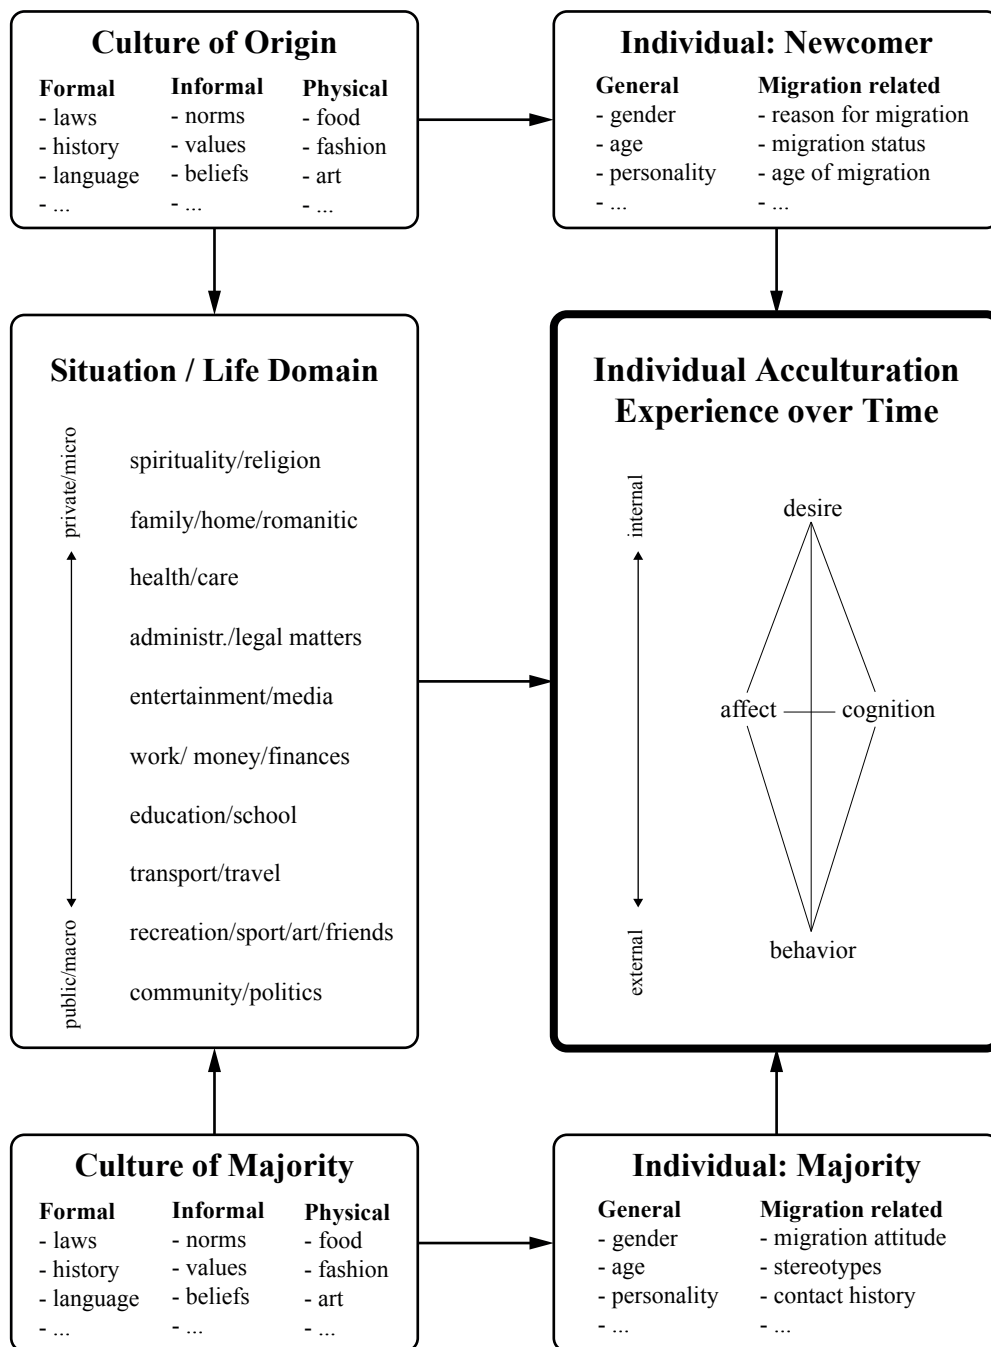 Culture of Origin
Formal Informal Physical
- laws - norms - food
- history - values - fashion
- language - beliefs - art
- ... - ... - ...
Individual: Newcomer
General Migration related
- gender - reason for migration
- age - migration status
- personality - age of migration
- ... - ...
Situation / Life Domain
private/micro
public/macro
spirituality/religion
family/home/romanitic
health/care
administr./legal matters
entertainment/media
work/ money/finances
education/school
transport/travel
recreation/sport/art/friends
community/politics
Individual Acculturation
Experience over Time
internal
external
desire
affect cognition
behavior
Culture of Majority
Formal Informal Physical
- laws - norms - food
- history - values - fashion
- language - beliefs - art
- ... - ... - ...
Individual: Majority
General Migration related
- gender - migration attitude
- age - stereotypes
- personality - contact history
- ... - ...